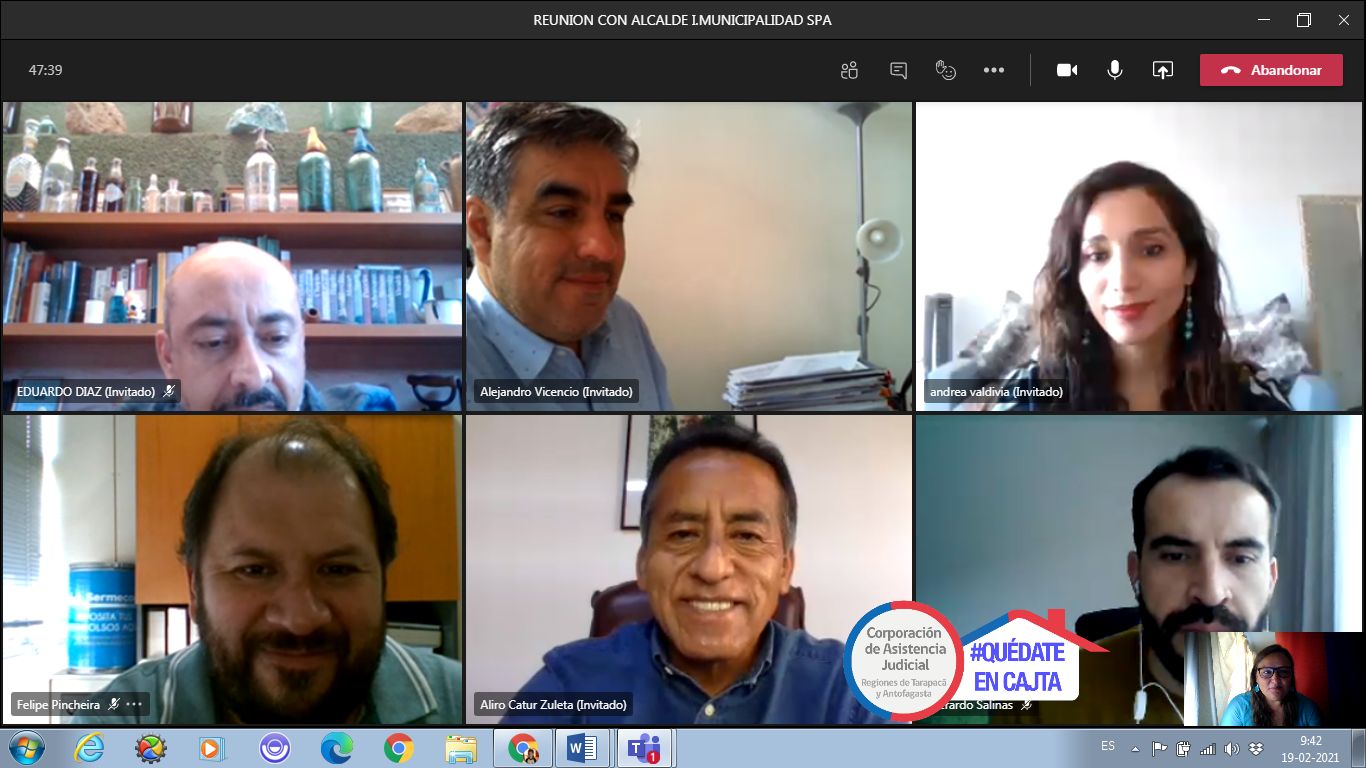 REUNION CON ALCALDE I.MUNICIPALIDAD SPA
47:39
Abandonar
EDUARDO DIAZ (Invitado)
Alejandro Vicencio (Invitado)
andrea valdivia (Invitado)
Sermeco
Felipe Pincheira
Aliro Catur Zuleta (Invitado)
Salinas
Corporación
de Asistencia
Judicial
Regiones de Tarapacá
y Antofagasta
#QUÉDATE
EN CAJTA
1
ES
9:42
19-02-2021